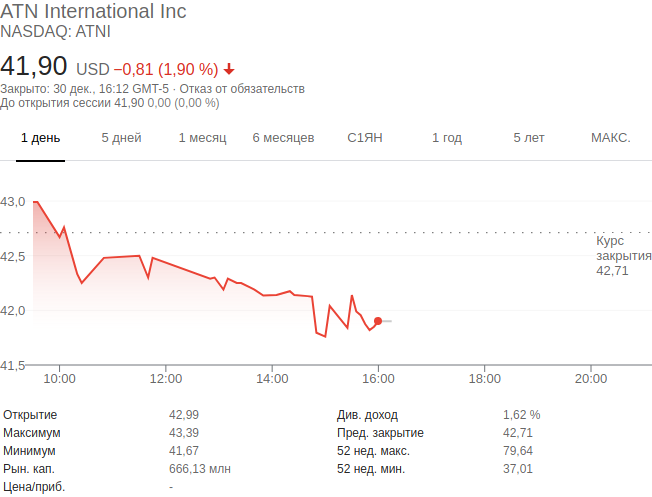 ATN International Inc
NASDAQ: ATNI
41,90 USD −0,81 (1,90 %)
Закрыто: 30 дек., 16:12 GMT-5 · Отказ от обязательств
До открытия сессии 41,90 0,00 (0,00 %)
1 день 5 дней 1 месяц 6 месяцев С1ЯН 1 год 5 лет МАКС.
43,0
Курс
закрытия
42,71
42,5
42,0
41,5
10:00 12:00 14:00 16:00 18:00 20:00
Открытие 42,99 Див. доход 1,62 %
Максимум 43,39 Пред. закрытие 42,71
Минимум 41,67 52 нед. макс. 79,64
Рын. кап. 666,13 млн 52 нед. мин. 37,01
Цена/приб. -